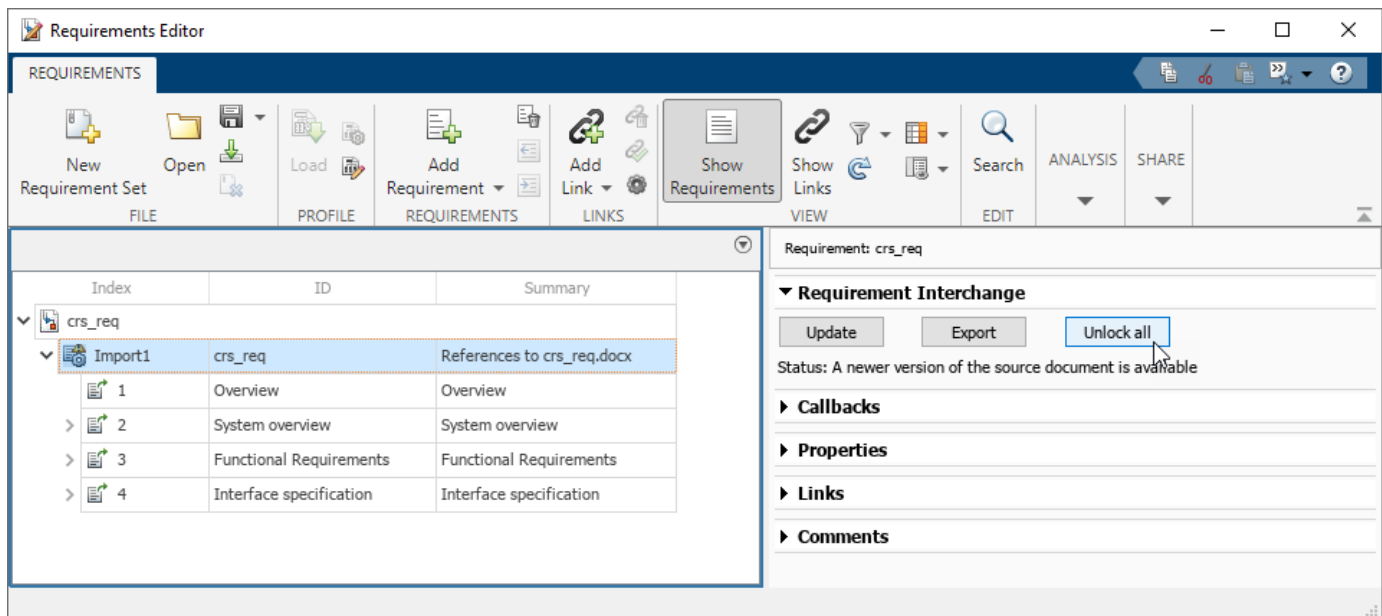 Requirements Editor
REQUIREMENTS
New
Requirement Set
Open
FILE
Load
PROFILE
Add
Requirement
REQUIREMENTS
Add
Link
LINKS
Show
Requirements
Show
Links
VIEW
Search
EDIT
ANALYSIS
SHARE
Index ID Summary
crs_req
Import1 crs_req References to crs_req.docx
1 Overview Overview
2 System overview System overview
3 Functional Requirements Functional Requirements
4 Interface specification Interface specification
Requirement: crs_req
Requirement Interchange
Update Export Unlock all
Status: A newer version of the source document is available
Callbacks
Properties
Links
Comments